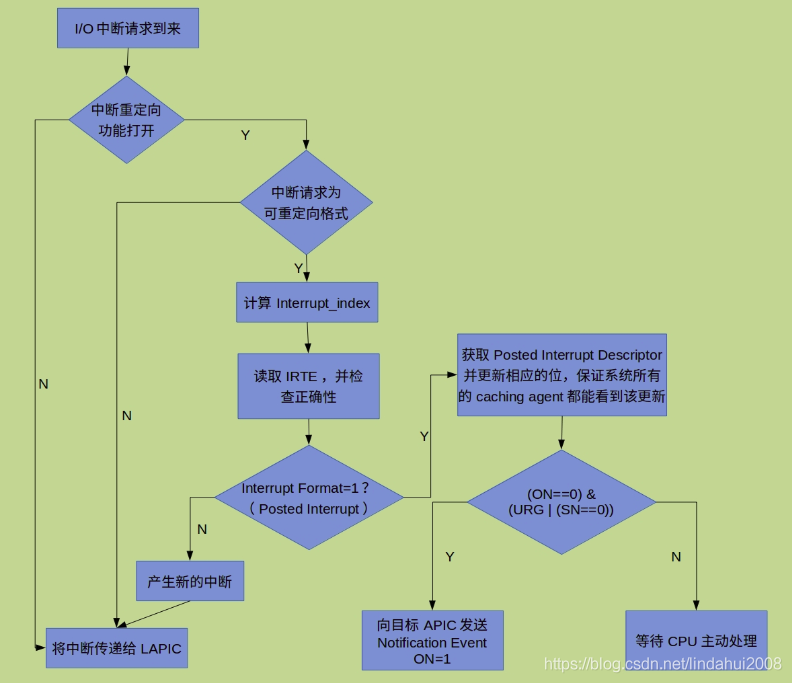 I/O 中断请求到来
中断重定向
功能打开
Y
中断请求为
可重定向格式
Y
计算 Interrupt_index
读取 IRTE ，并检
查正确性
获取 Posted Interrupt Descriptor
并更新相应的位，保证系统所有
的 caching agent 都能看到该更新
N
N
Y
Interrupt Format=1？
（ Posted Interrupt ）
(ON==0) &
(URG | (SN==0))
N
Y
N
产生新的中断
将中断传递给 LAPIC
向目标 APIC 发送
Notification Event
ON=1
等待 CPU 主动处理
https://blog.csdn.net/lindahui2008